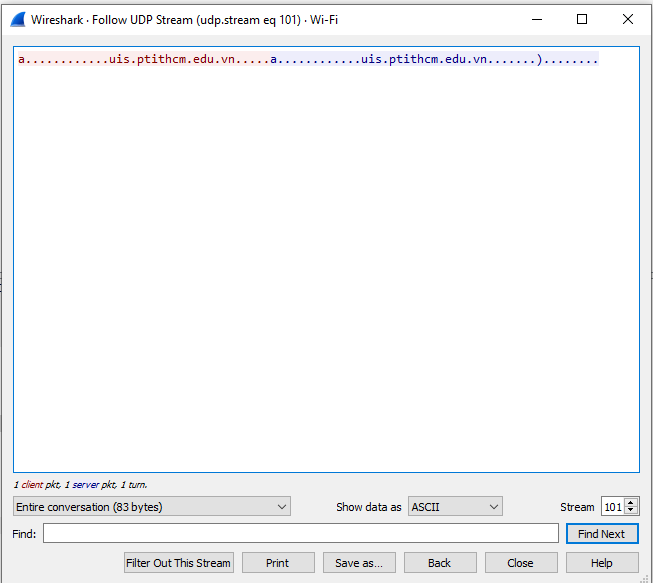 Wireshark · Follow UDP Stream (udp.stream eq 101) · Wi-Fi
a............uis.ptithcm.edu.vn.....a............uis.ptithcm.edu.vn.......)........
1 client pkt, 1 server pkt, 1 turn.
Entire conversation (83 bytes) Show data as ASCII Stream 101
Find: Find Next
Filter Out This Stream Print Save as… Back Close Help